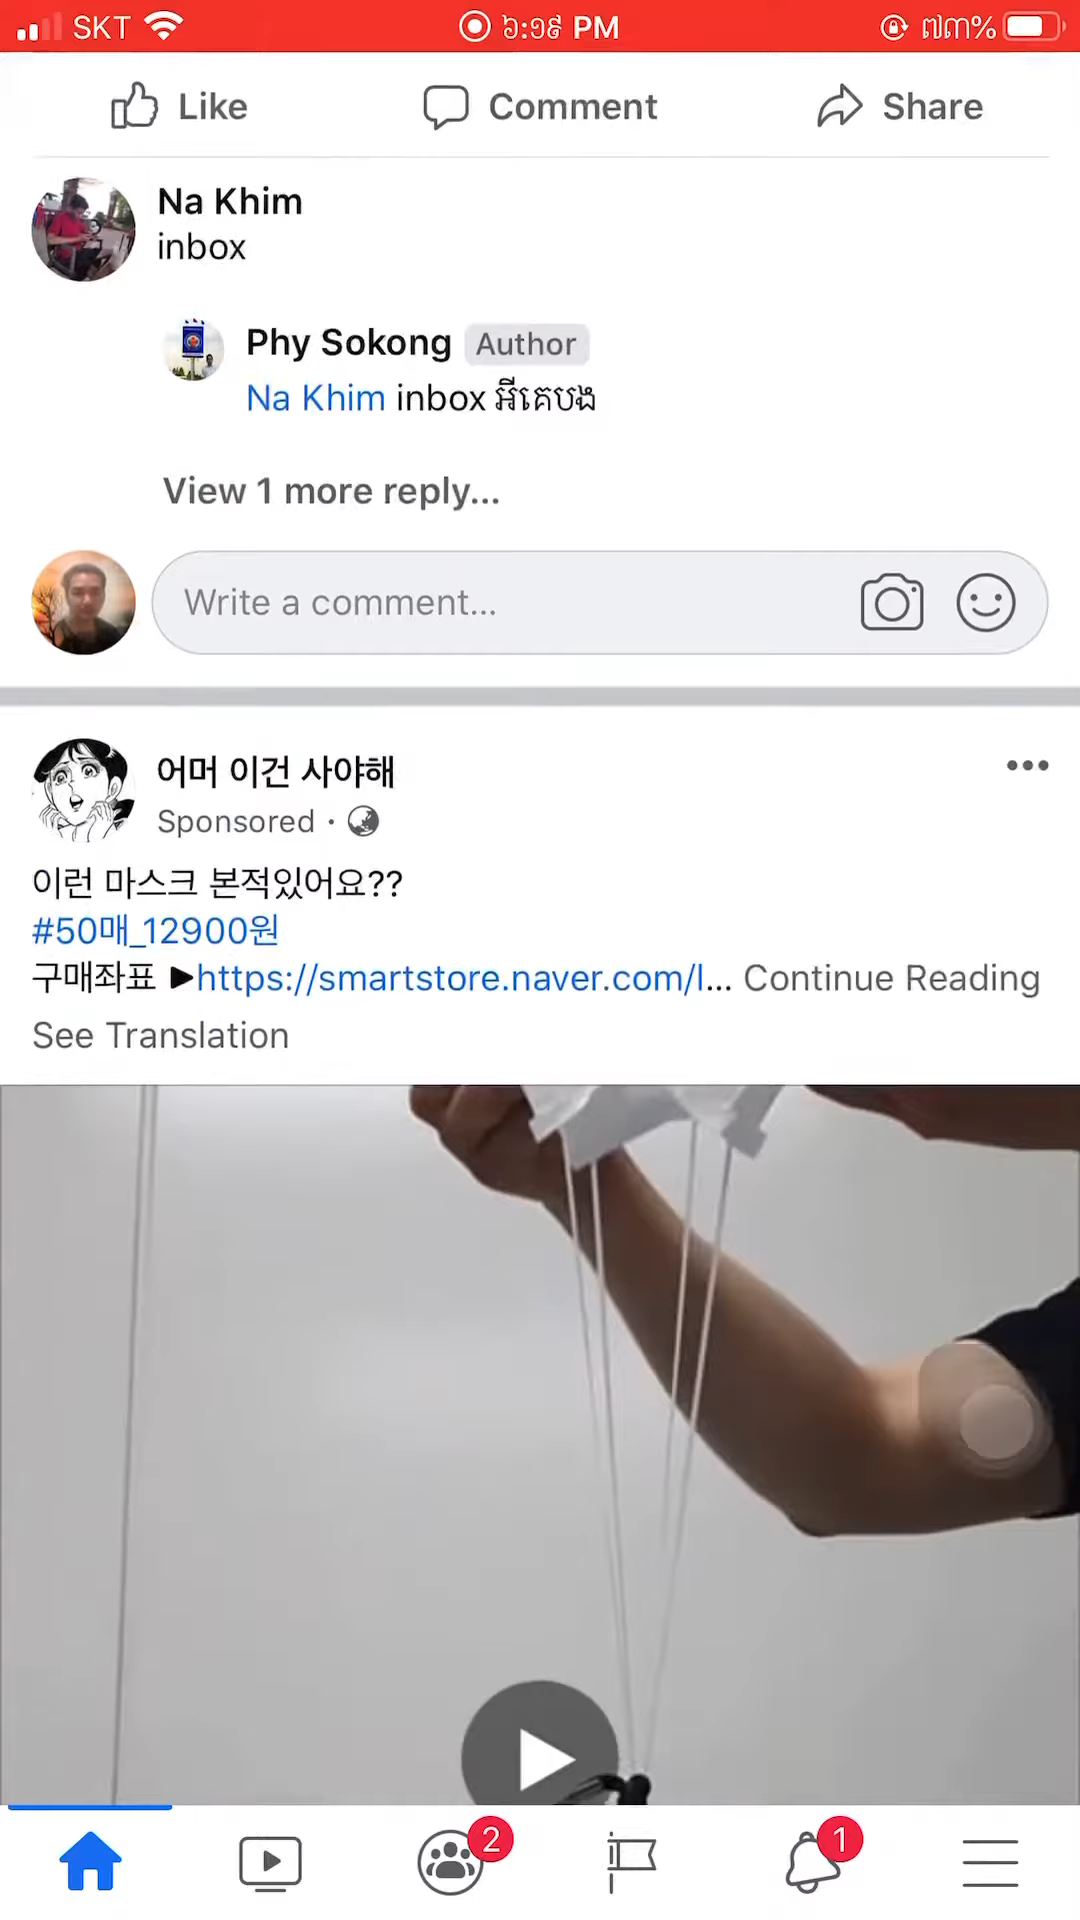 SKT ៦:១៩ PM ៧៣%
Like Comment Share
Na Khim
inbox
Phy Sokong Author
Na Khim inbox អីគេបង
View 1 more reply...
Write a comment...
어머 이건 사야해
Sponsored ·
이런 마스크 본적있어요??
#50매_12900원
구매좌표 ▶https://smartstore.naver.com/l... Continue Reading
See Translation
2 1